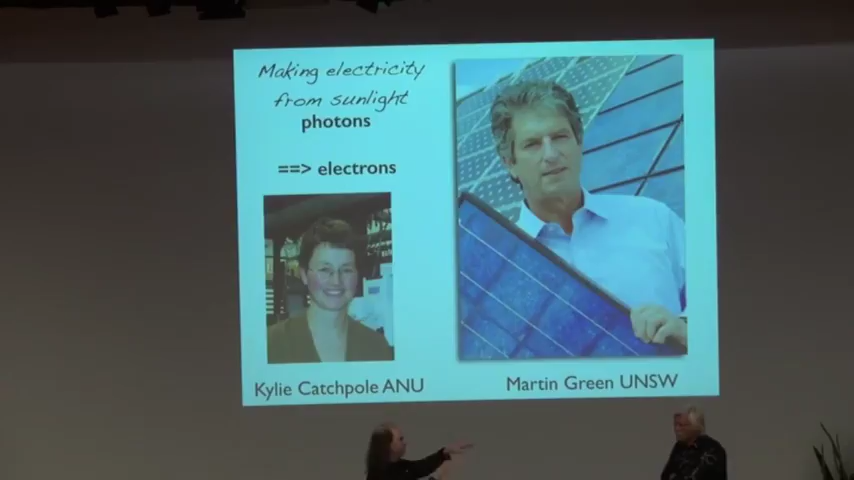 Making electricity
from sunlight
photons
==> electrons
Kylie Catchpole ANU
Martin Green UNSW